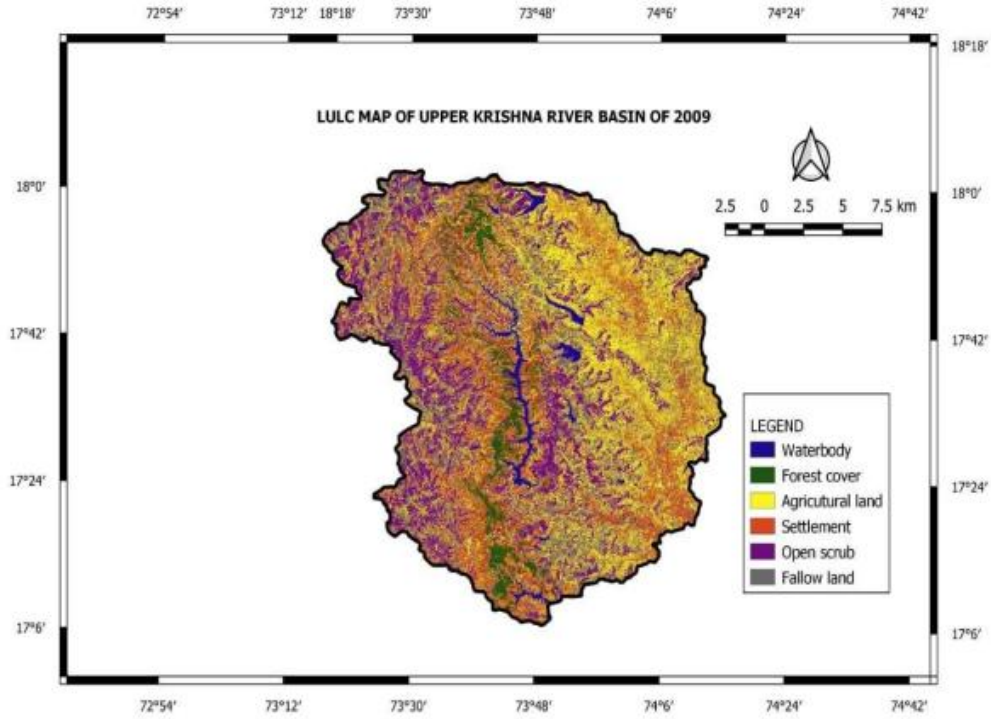 72°54' 73°12' 18°18' 73°30' 73°48' 74°6' 74°24' 74°42'
18°18'
LULC MAP OF UPPER KRISHNA RIVER BASIN OF 2009
18°0' 18°0'
2.5 0 2.5 5 7.5 km
17°42' 17°42'
LEGEND
Waterbody
Forest cover
Agricutural land
Settlement
Open scrub
Fallow land
17°24' 17°24'
17°6' 17°6'
72°54' 73°12' 73°30' 73°48' 74°6' 74°24' 74°42'